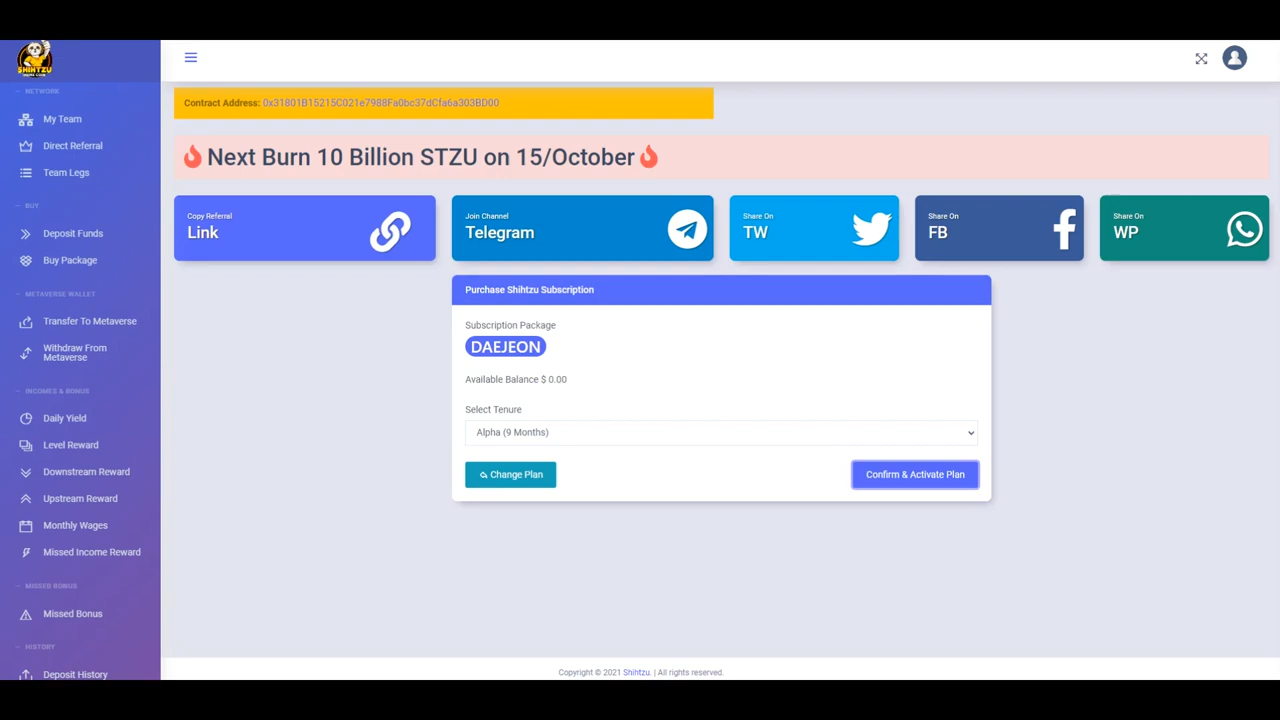 SHIHTZU
NETWORK
My Team
Direct Referral
Team Legs
BUY
Deposit Funds
Buy Package
METAVERSE WALLET
Transfer To Metaverse
Withdraw From
Metaverse
INCOMES & BONUS
Daily Yield
Level Reward
Downstream Reward
Upstream Reward
Monthly Wages
Missed Income Reward
MISSED BONUS
Missed Bonus
HISTORY
Deposit History
Contract Address: 0x31801B15215C021e7988Fa0bc37dCfa6a303BD00
Next Burn 10 Billion STZU on 15/October
Copy Referral
Link
Join Channel
Telegram
Share On
TW
Share On
FB
Share On
WP
Purchase Shihtzu Subscription
Subscription Package
DAEJEON
Available Balance $ 0.00
Select Tenure
Alpha (9 Months)
Change Plan
Confirm & Activate Plan
Copyright © 2021 Shihtzu. | All rights reserved.